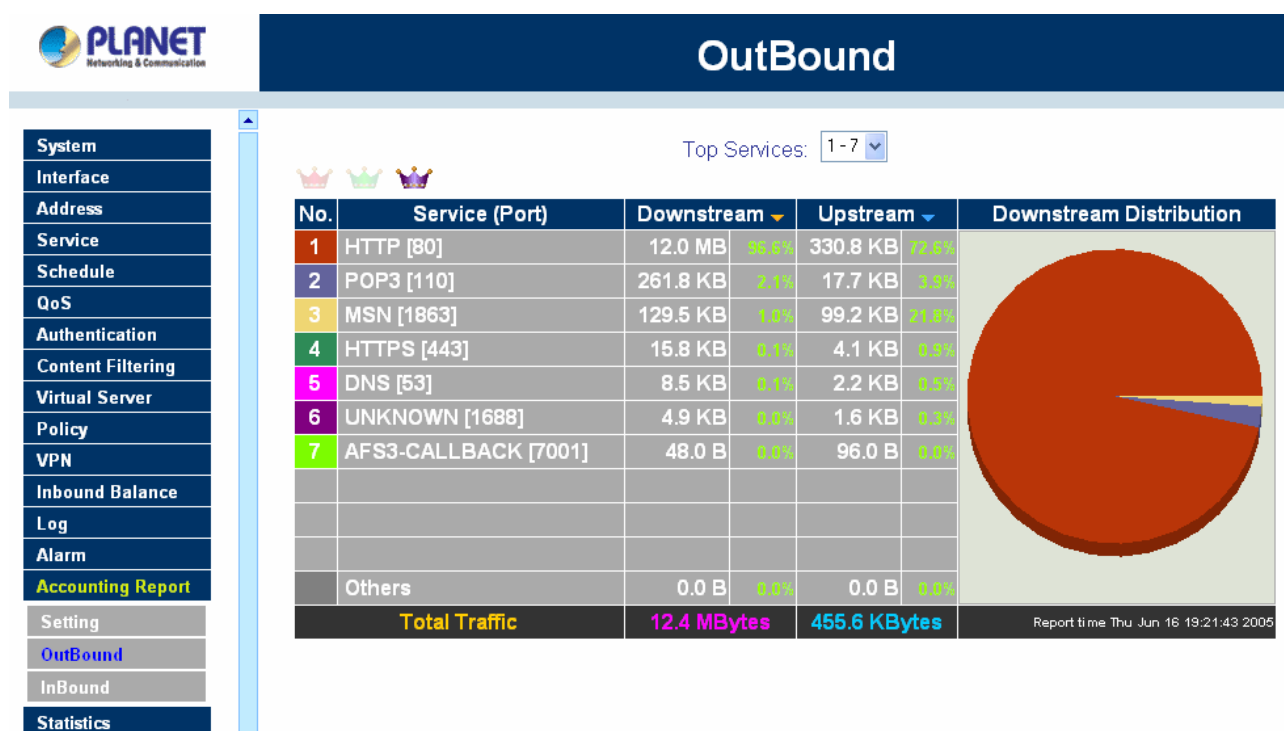 PLANET
Networking & Communication
OutBound
System
Interface
Address
Service
Schedule
QoS
Authentication
Content Filtering
Virtual Server
Policy
VPN
Inbound Balance
Log
Alarm
Accounting Report
Setting
OutBound
InBound
Statistics
Top Services: 1 - 7
No. Service (Port) Downstream Upstream Downstream Distribution
1 HTTP [80] 12.0 MB 96.6% 330.8 KB 72.6%
2 POP3 [110] 261.8 KB 2.1% 17.7 KB 3.9%
3 MSN [1863] 129.5 KB 1.0% 99.2 KB 21.8%
4 HTTPS [443] 15.8 KB 0.1% 4.1 KB 0.9%
5 DNS [53] 8.5 KB 0.1% 2.2 KB 0.5%
6 UNKNOWN [1688] 4.9 KB 0.0% 1.6 KB 0.3%
7 AFS3-CALLBACK [7001] 48.0 B 0.0% 96.0 B 0.0%
Others 0.0 B 0.0% 0.0 B 0.0%
Total Traffic 12.4 MBytes 455.6 KBytes Report time Thu Jun 16 19:21:43 2005